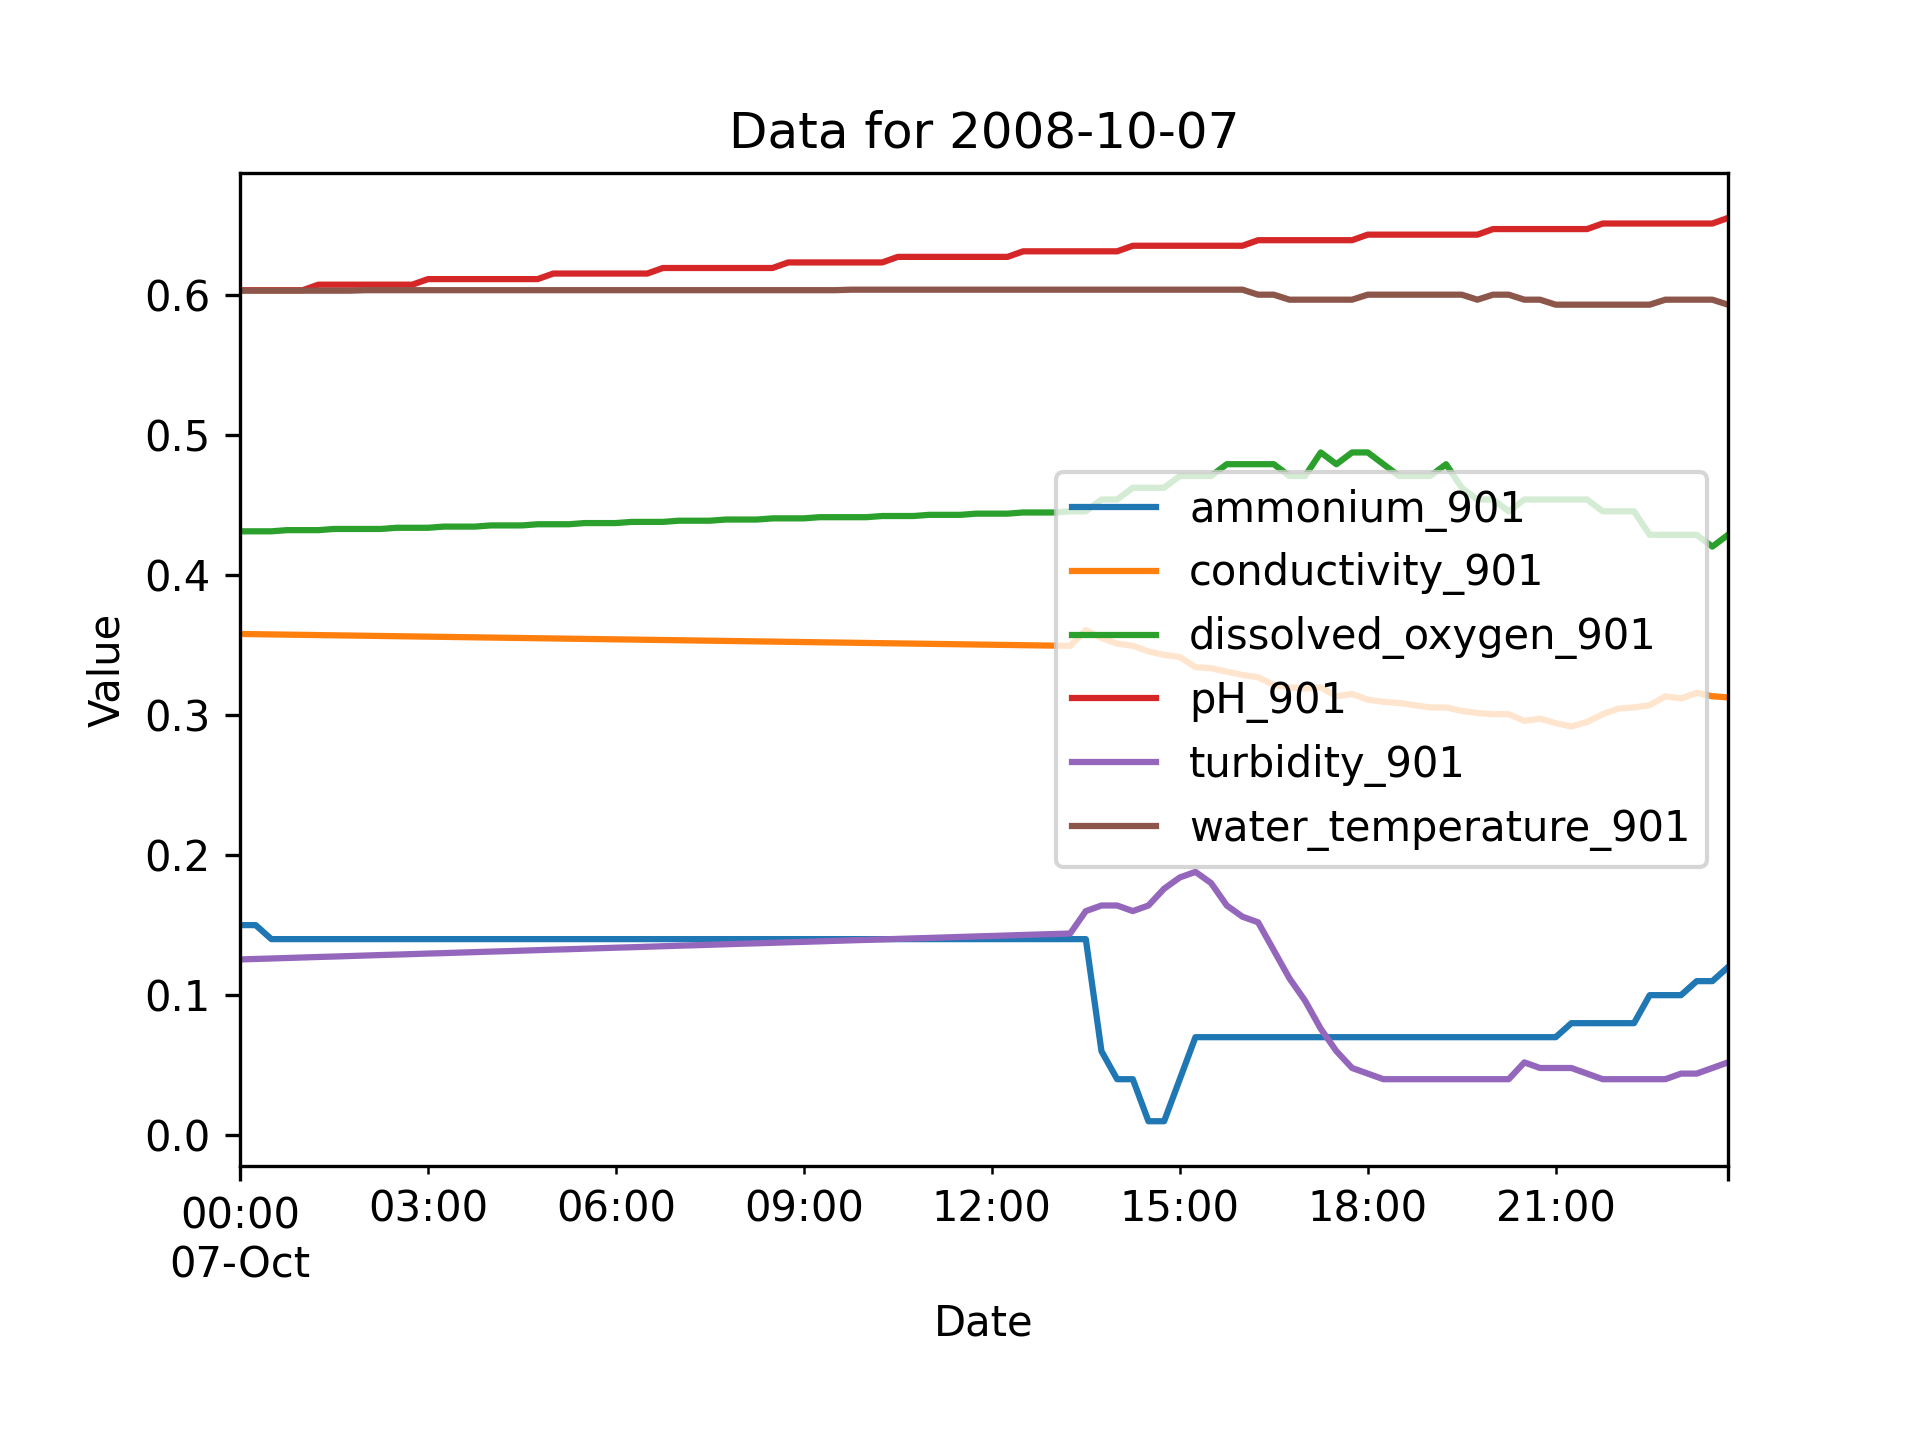 Data for 2008-10-07
Value
0.6
0.5
0.4
0.3
0.2
0.1
0.0
ammonium_901
conductivity_901
dissolved_oxygen_901
pH_901
turbidity_901
water_temperature_901
00:00 03:00 06:00 09:00 12:00 15:00 18:00 21:00
07-Oct
Date